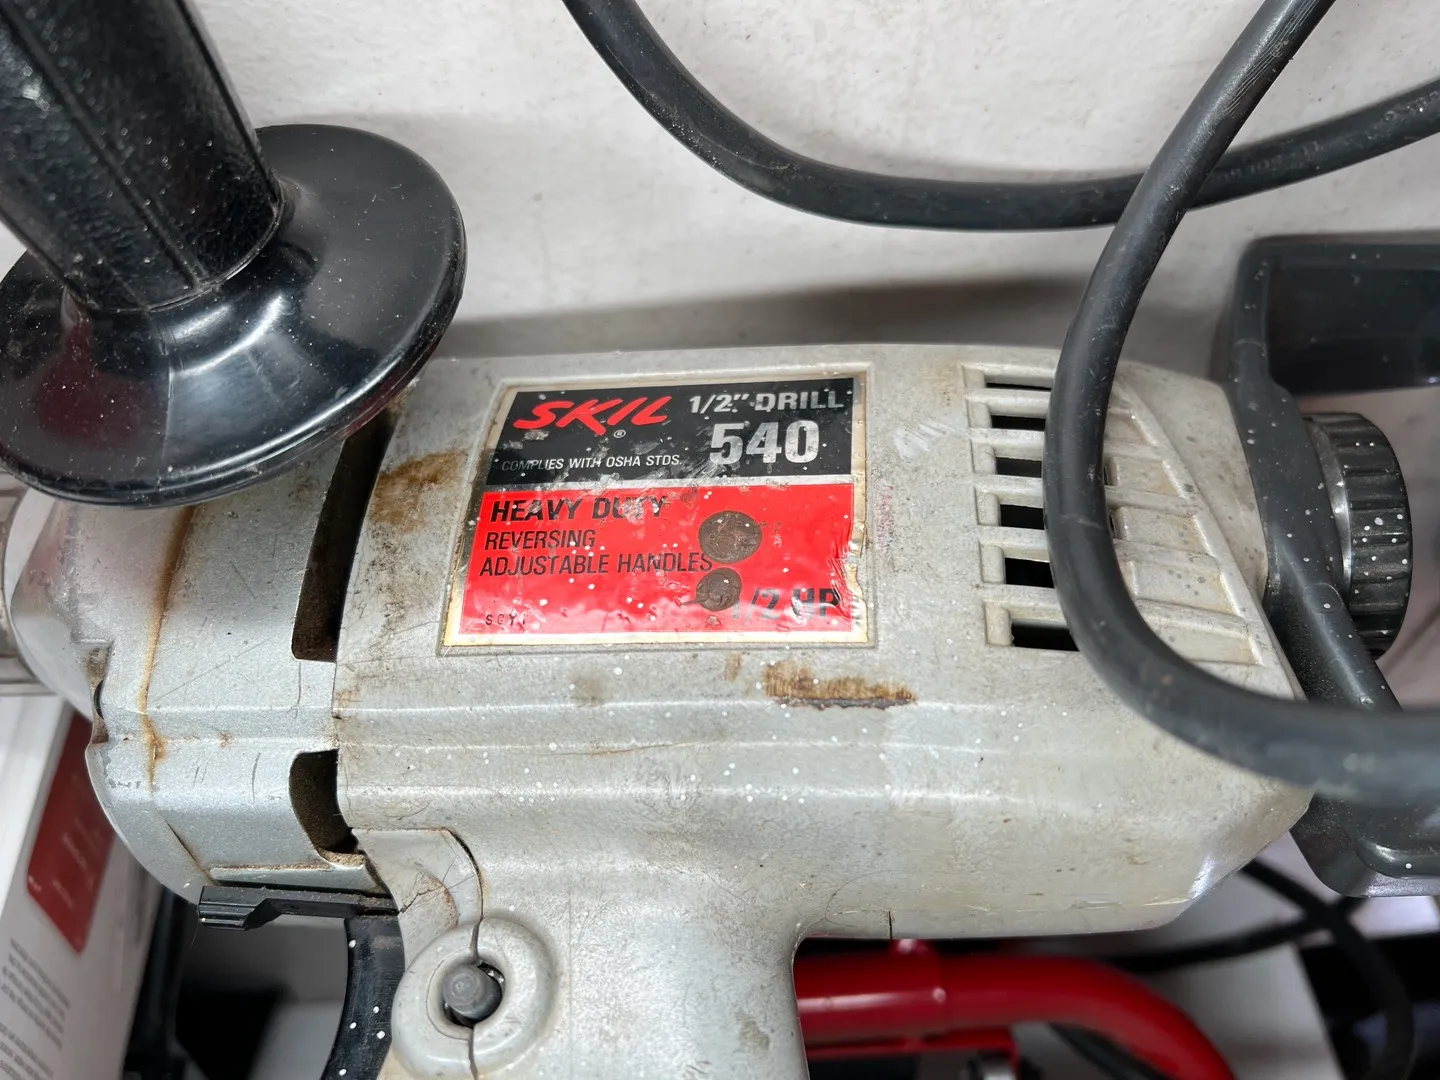 SKIL® 1/2" DRILL
540
COMPLIES WITH OSHA STDS.
HEAVY DUTY
REVERSING
ADJUSTABLE HANDLES
1/2 HP